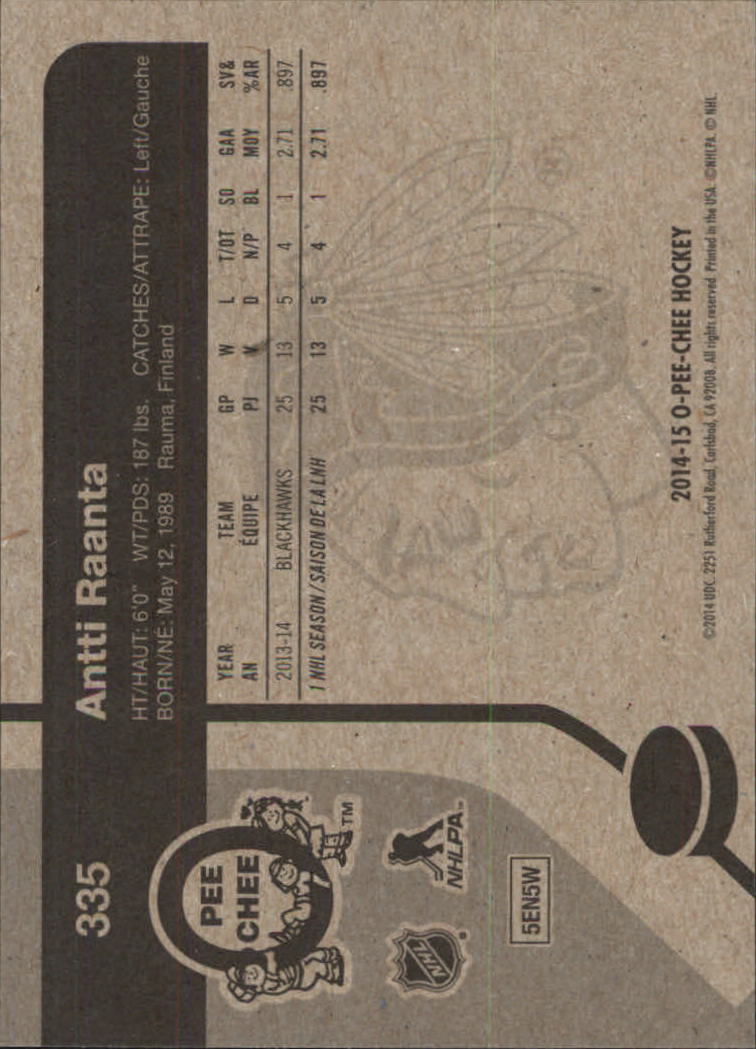 335
Antti Raanta
HT/HAUT: 6'0" WT/PDS: 187 lbs. CATCHES/ATTRAPE: Left/Gauche
BORN/NÉ: May 12, 1989 Rauma, Finland
PEE
CHEE
TM
YEAR TEAM GP W L T/OT SO GAA SV&
AN ÉQUIPE PJ V D N/P BL MOY %AR
2013-14 BLACKHAWKS 25 13 5 4 1 2.71 .897
1 NHL SEASON/SAISON DE LA LNH 25 13 5 4 1 2.71 .897
NHL
NHLPA
5EN5W
2014-15 O-PEE-CHEE HOCKEY
©2014 UDC. 2251 Rutherford Road, Carlsbad, CA 92008. All rights reserved. Printed in the USA. ©NHLPA. © NHL.